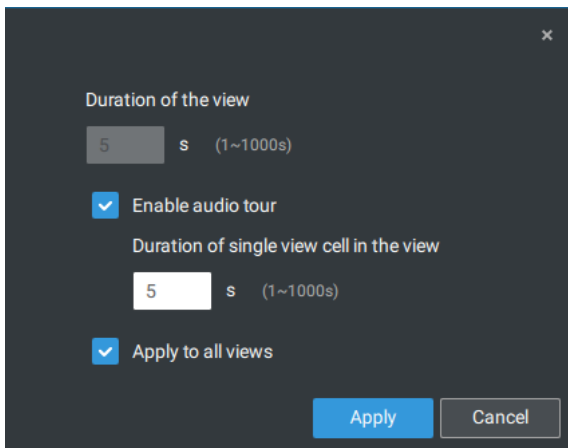 ×
Duration of the view
5 s (1~1000s)
Enable audio tour
Duration of single view cell in the view
5 s (1~1000s)
Apply to all views
Apply Cancel